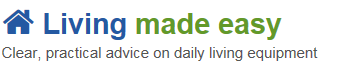 Living made easy
Clear, practical advice on daily living equipment